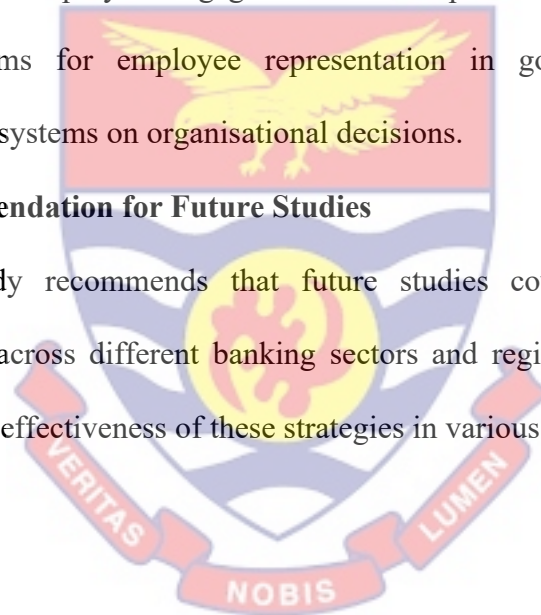 ms for employee representation in go
systems on organisational decisions.
endation for Future Studies
dy recommends that future studies co
across different banking sectors and regi
effectiveness of these strategies in various
VERITAS
NOBIS
LUMEN